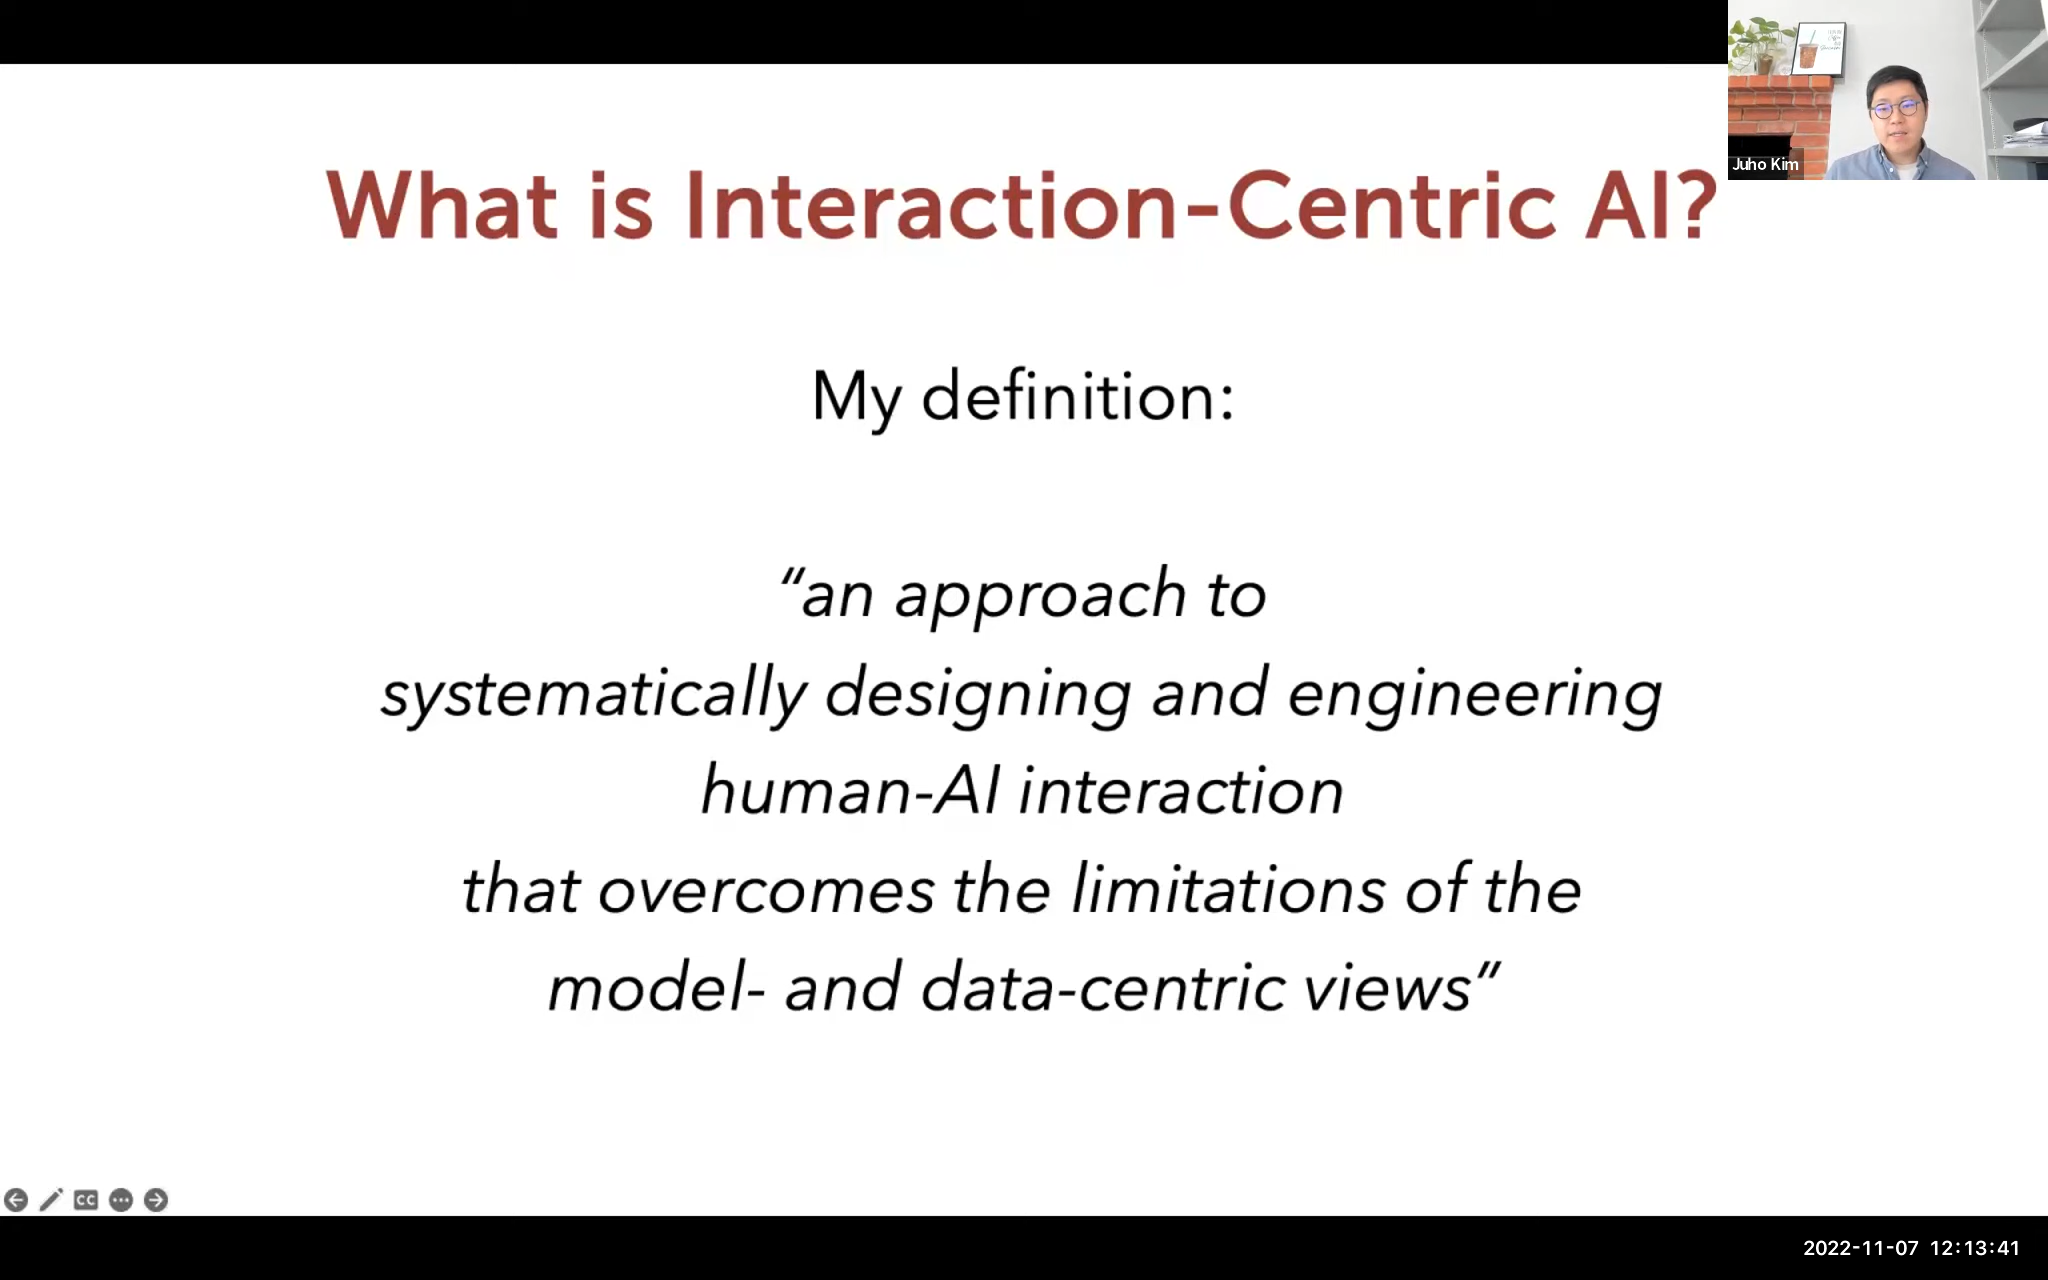 What is Interaction-Centric AI?
Juho Kim
My definition:
“an approach to
systematically designing and engineering
human-AI interaction
that overcomes the limitations of the
model- and data-centric views”
CC
2022-11-07 12:13:41